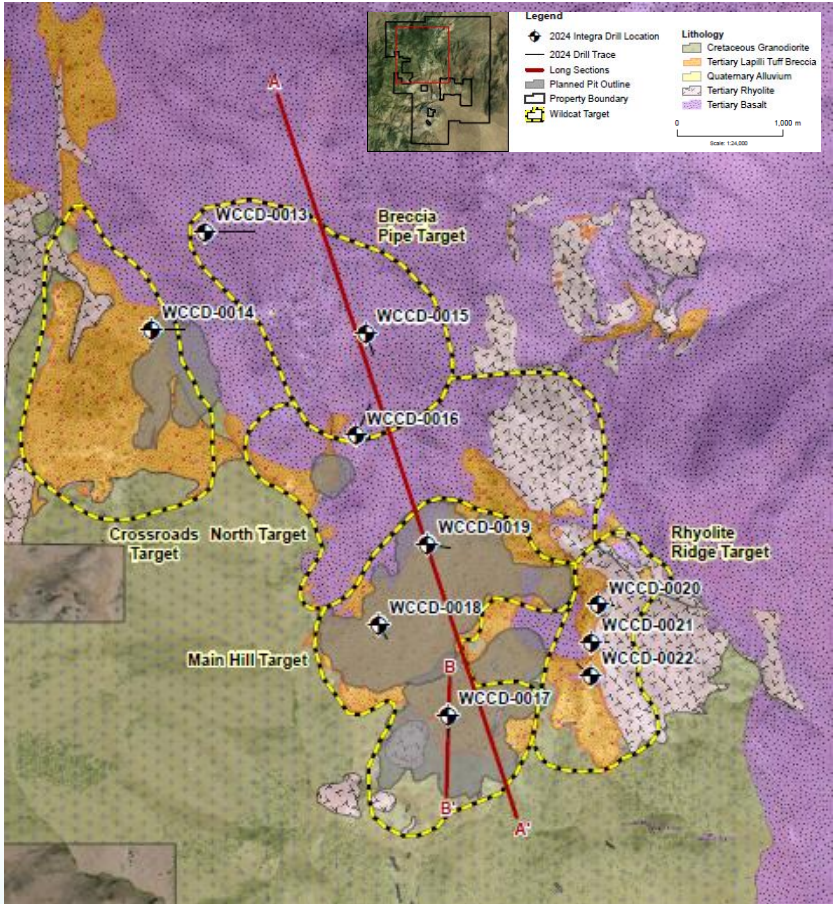 Legend
2024 Integra Drill Location
2024 Drill Trace
Long Sections
Planned Pit Outline
Property Boundary
Wildcat Target
Lithology
Cretaceous Granodiorite
Tertiary Lapilli Tuff Breccia
Quaternary Alluvium
Tertiary Rhyolite
Tertiary Basalt
0 1,000 m
Scale: 1:24,000
A
WCCD-0013
Breccia
Pipe Target
WCCD-0014
WCCD-0015
WCCD-0016
Crossroads
Target
North Target
WCCD-0019
Rhyolite
Ridge Target
WCCD-0020
WCCD-0018
WCCD-0021
Main Hill Target
B
WCCD-0022
WCCD-0017
B'
A'